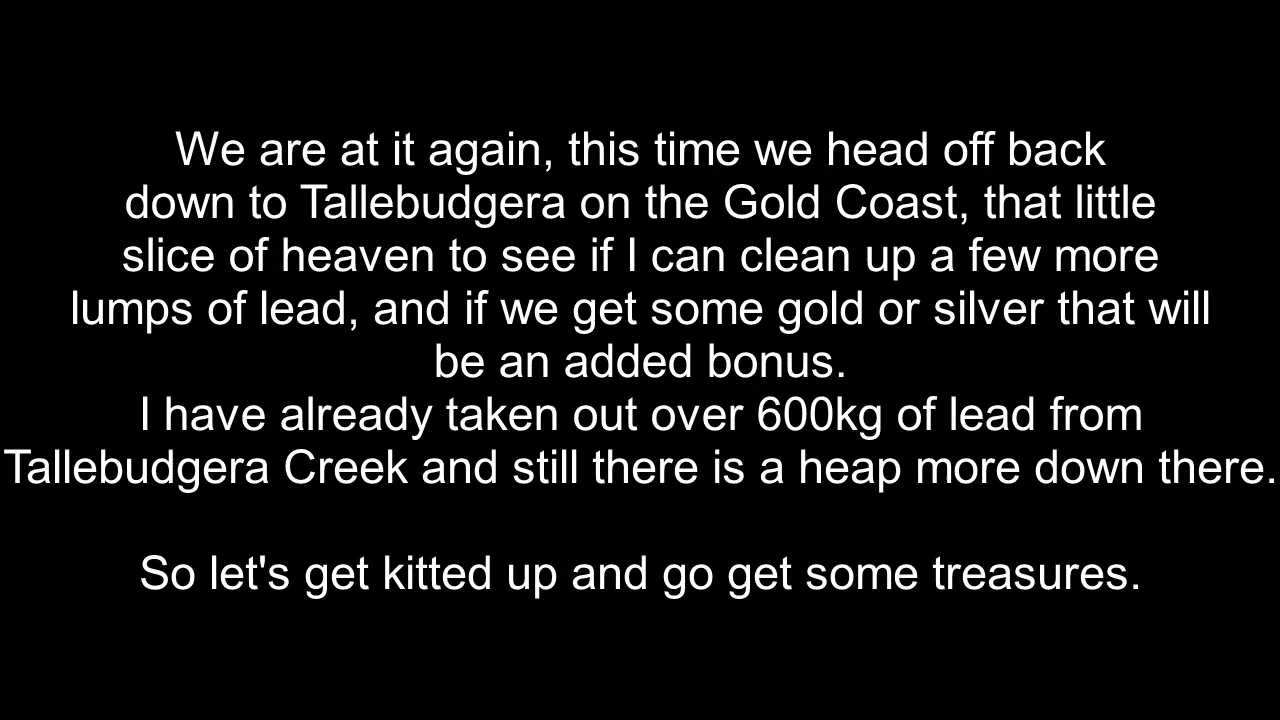 We are at it again, this time we head off back
down to Tallebudgera on the Gold Coast, that little
slice of heaven to see if I can clean up a few more
lumps of lead, and if we get some gold or silver that will
be an added bonus.
I have already taken out over 600kg of lead from
Tallebudgera Creek and still there is a heap more down there.
So let's get kitted up and go get some treasures.